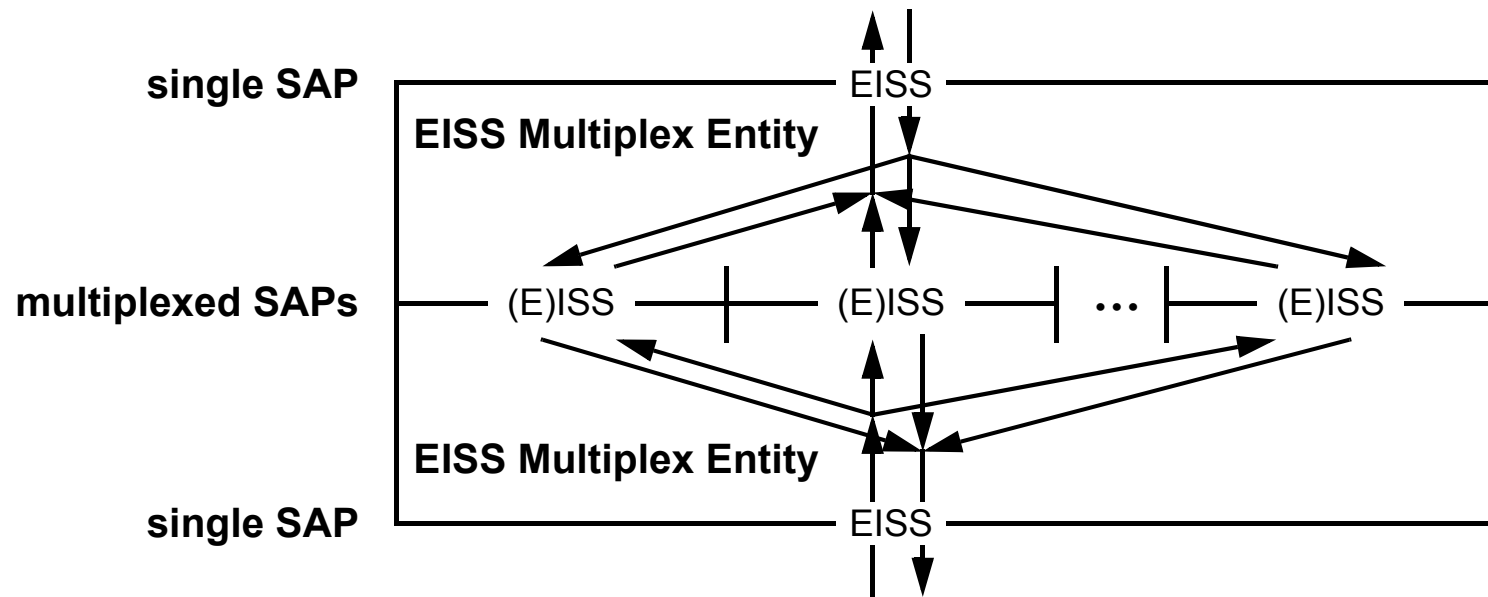 single SAP
EISS
EISS Multiplex Entity
multiplexed SAPs
(E)ISS
(E)ISS
...
(E)ISS
EISS Multiplex Entity
single SAP
EISS